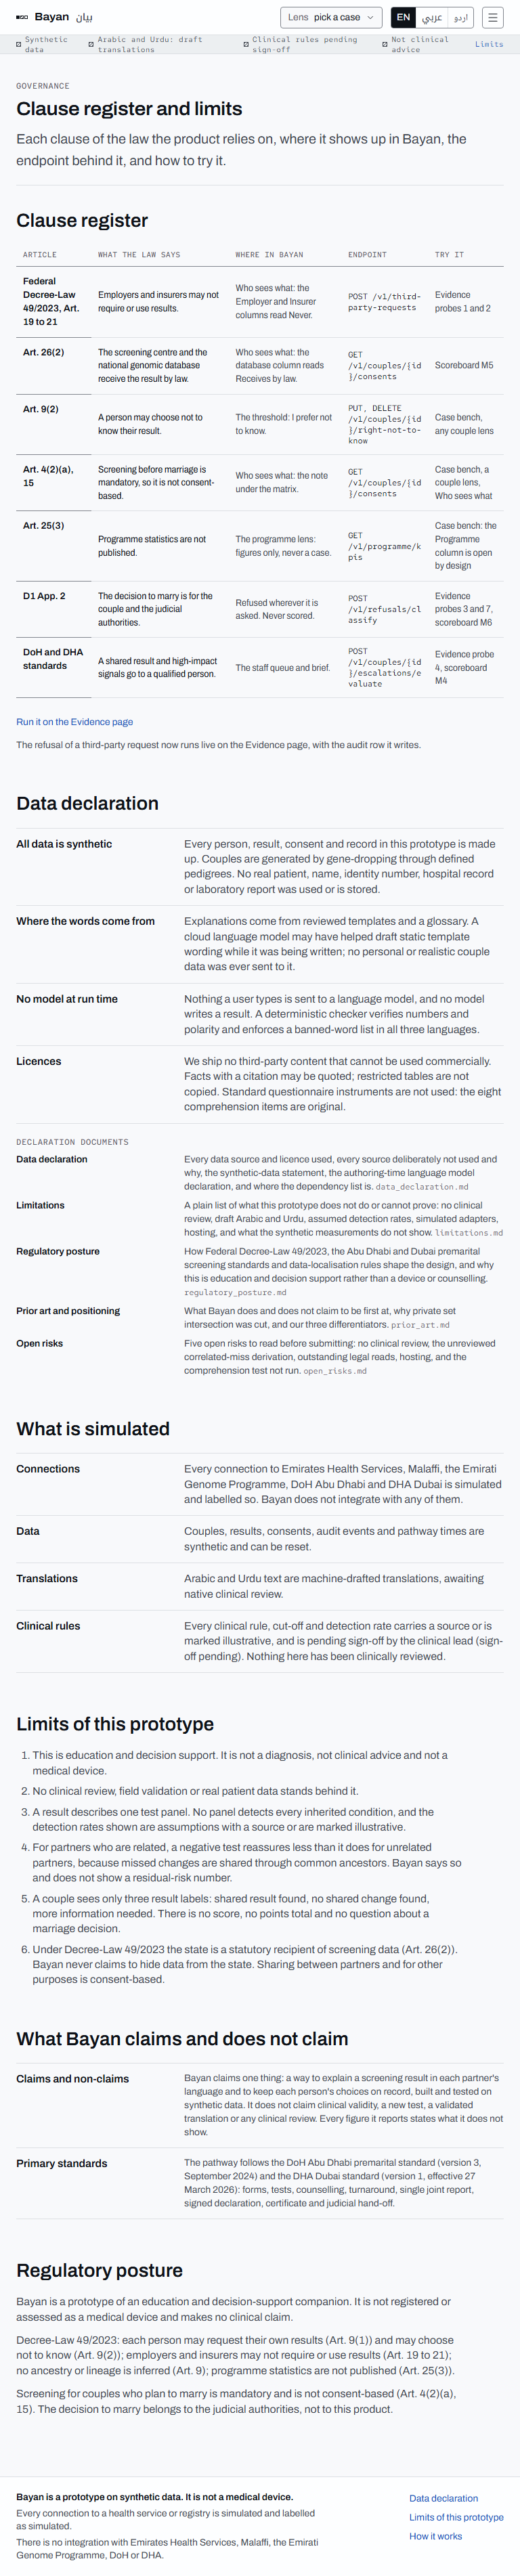 Bayan بيان
Lens pick a case
EN عربي اردو
Synthetic data
Arabic and Urdu: draft translations
Clinical rules pending sign-off
Not clinical advice
Limits
GOVERNANCE
Clause register and limits
Each clause of the law the product relies on, where it shows up in Bayan, the
endpoint behind it, and how to try it.
Clause register
ARTICLE WHAT THE LAW SAYS WHERE IN BAYAN ENDPOINT TRY IT
Federal Decree-Law 49/2023, Art. 19 to 21
Employers and insurers may not require or use results.
Who sees what: the Employer and Insurer columns read Never.
POST /v1/third-party-requests
Evidence probes 1 and 2
Art. 26(2)
The screening centre and the national genomic database receive the result by law.
Who sees what: the database column reads Receives by law.
GET /v1/couples/{id}/consents
Scoreboard M5
Art. 9(2)
A person may choose not to know their result.
The threshold: I prefer not to know.
PUT, DELETE /v1/couples/{id}/right-not-to-know
Case bench, any couple lens
Art. 4(2)(a), 15
Screening before marriage is mandatory, so it is not consent-based.
Who sees what: the note under the matrix.
GET /v1/couples/{id}/consents
Case bench, a couple lens, Who sees what
Art. 25(3)
Programme statistics are not published.
The programme lens: figures only, never a case.
GET /v1/programme/kpis
Case bench: the Programme column is open by design
D1 App. 2
The decision to marry is for the couple and the judicial authorities.
Refused wherever it is asked. Never scored.
POST /v1/refusals/classify
Evidence probes 3 and 7, scoreboard M6
DoH and DHA standards
A shared result and high-impact signals go to a qualified person.
The staff queue and brief.
POST /v1/couples/{id}/escalations/evaluate
Evidence probe 4, scoreboard M4
Run it on the Evidence page
The refusal of a third-party request now runs live on the Evidence page, with the audit row it writes.
Data declaration
All data is synthetic
Every person, result, consent and record in this prototype is made
up. Couples are generated by gene-dropping through defined
pedigrees. No real patient, name, identity number, hospital record
or laboratory report was used or is stored.
Where the words come from
Explanations come from reviewed templates and a glossary. A
cloud language model may have helped draft static template
wording while it was being written; no personal or realistic couple
data was ever sent to it.
No model at run time
Nothing a user types is sent to a language model, and no model
writes a result. A deterministic checker verifies numbers and
polarity and enforces a banned-word list in all three languages.
Licences
We ship no third-party content that cannot be used commercially.
Facts with a citation may be quoted; restricted tables are not
copied. Standard questionnaire instruments are not used: the eight
comprehension items are original.
DECLARATION DOCUMENTS
Data declaration
Every data source and licence used, every source deliberately not used and
why, the synthetic-data statement, the authoring-time language model
declaration, and where the dependency list is. data_declaration.md
Limitations
A plain list of what this prototype does not do or cannot prove: no clinical
review, draft Arabic and Urdu, assumed detection rates, simulated adapters,
hosting, and what the synthetic measurements do not show. limitations.md
Regulatory posture
How Federal Decree-Law 49/2023, the Abu Dhabi and Dubai premarital
screening standards and data-localisation rules shape the design, and why
this is education and decision support rather than a device or counselling.
regulatory_posture.md
Prior art and positioning
What Bayan does and does not claim to be first at, why private set
intersection was cut, and our three differentiators. prior_art.md
Open risks
Five open risks to read before submitting: no clinical review, the unreviewed
correlated-miss derivation, outstanding legal reads, hosting, and the
comprehension test not run. open_risks.md
What is simulated
Connections
Every connection to Emirates Health Services, Malaffi, the Emirati
Genome Programme, DoH Abu Dhabi and DHA Dubai is simulated
and labelled so. Bayan does not integrate with any of them.
Data
Couples, results, consents, audit events and pathway times are
synthetic and can be reset.
Translations
Arabic and Urdu text are machine-drafted translations, awaiting
native clinical review.
Clinical rules
Every clinical rule, cut-off and detection rate carries a source or is
marked illustrative, and is pending sign-off by the clinical lead (sign-
off pending). Nothing here has been clinically reviewed.
Limits of this prototype
1. This is education and decision support. It is not a diagnosis, not clinical advice and not a
medical device.
2. No clinical review, field validation or real patient data stands behind it.
3. A result describes one test panel. No panel detects every inherited condition, and the
detection rates shown are assumptions with a source or are marked illustrative.
4. For partners who are related, a negative test reassures less than it does for unrelated
partners, because missed changes are shared through common ancestors. Bayan says so
and does not show a residual-risk number.
5. A couple sees only three result labels: shared result found, no shared change found,
more information needed. There is no score, no points total and no question about a
marriage decision.
6. Under Decree-Law 49/2023 the state is a statutory recipient of screening data (Art. 26(2)).
Bayan never claims to hide data from the state. Sharing between partners and for other
purposes is consent-based.
What Bayan claims and does not claim
Claims and non-claims
Bayan claims one thing: a way to explain a screening result in each partner's
language and to keep each person's choices on record, built and tested on
synthetic data. It does not claim clinical validity, a new test, a validated
translation or any clinical review. Every figure it reports states what it does not
show.
Primary standards
The pathway follows the DoH Abu Dhabi premarital standard (version 3,
September 2024) and the DHA Dubai standard (version 1, effective 27
March 2026): forms, tests, counselling, turnaround, single joint report,
signed declaration, certificate and judicial hand-off.
Regulatory posture
Bayan is a prototype of an education and decision-support companion. It is not registered or
assessed as a medical device and makes no clinical claim.
Decree-Law 49/2023: each person may request their own results (Art. 9(1)) and may choose
not to know (Art. 9(2)); employers and insurers may not require or use results (Art. 19 to 21);
no ancestry or lineage is inferred (Art. 9); programme statistics are not published (Art. 25(3)).
Screening for couples who plan to marry is mandatory and is not consent-based (Art. 4(2)(a),
15). The decision to marry belongs to the judicial authorities, not to this product.
Bayan is a prototype on synthetic data. It is not a medical device.
Every connection to a health service or registry is simulated and labelled
as simulated.
There is no integration with Emirates Health Services, Malaffi, the Emirati
Genome Programme, DoH or DHA.
Data declaration
Limits of this prototype
How it works